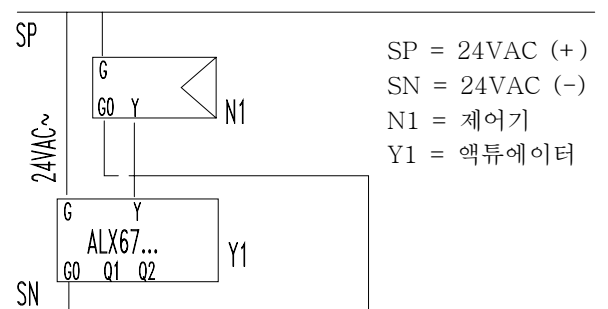 SP
G
G0 Y
N1
24VAC~
G Y
ALX67...
G0 Q1 Q2
Y1
SN
SP = 24VAC (+)
SN = 24VAC (-)
N1 = 제어기
Y1 = 액튜에이터